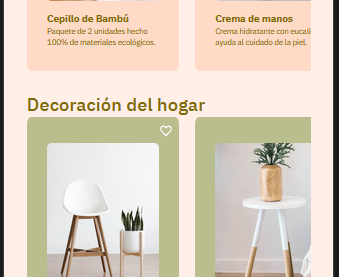 Cepillo de Bambú
Paquete de 2 unidades hecho
100% de materiales ecológicos.
Crema de manos
Crema hidratante con eucali
ayuda al cuidado de la piel.
Decoración del hogar